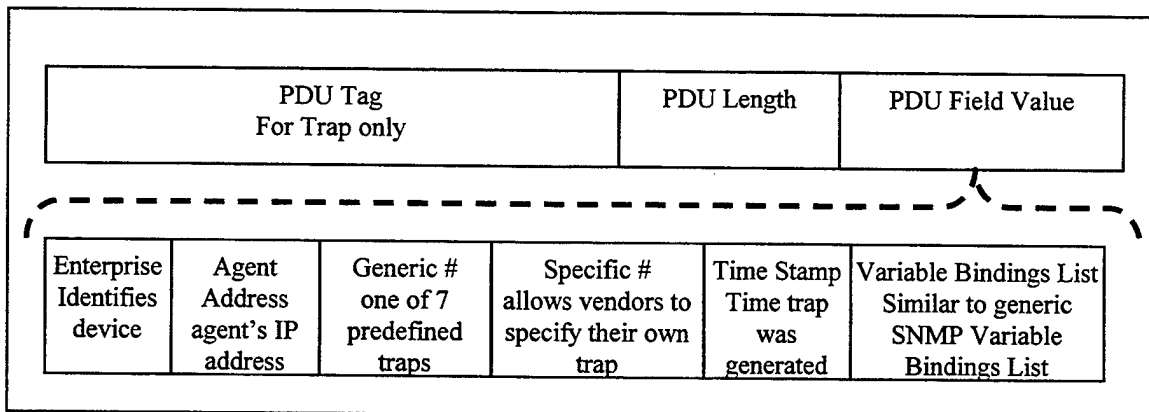 PDU Tag
For Trap only
PDU Length
PDU Field Value
Enterprise
Identifies
device
Agent
Address
agent's IP
address
Generic #
one of 7
predefined
traps
Specific #
allows vendors to
specify their own
trap
Time Stamp
Time trap
was
generated
Variable Bindings List
Similar to generic
SNMP Variable
Bindings List